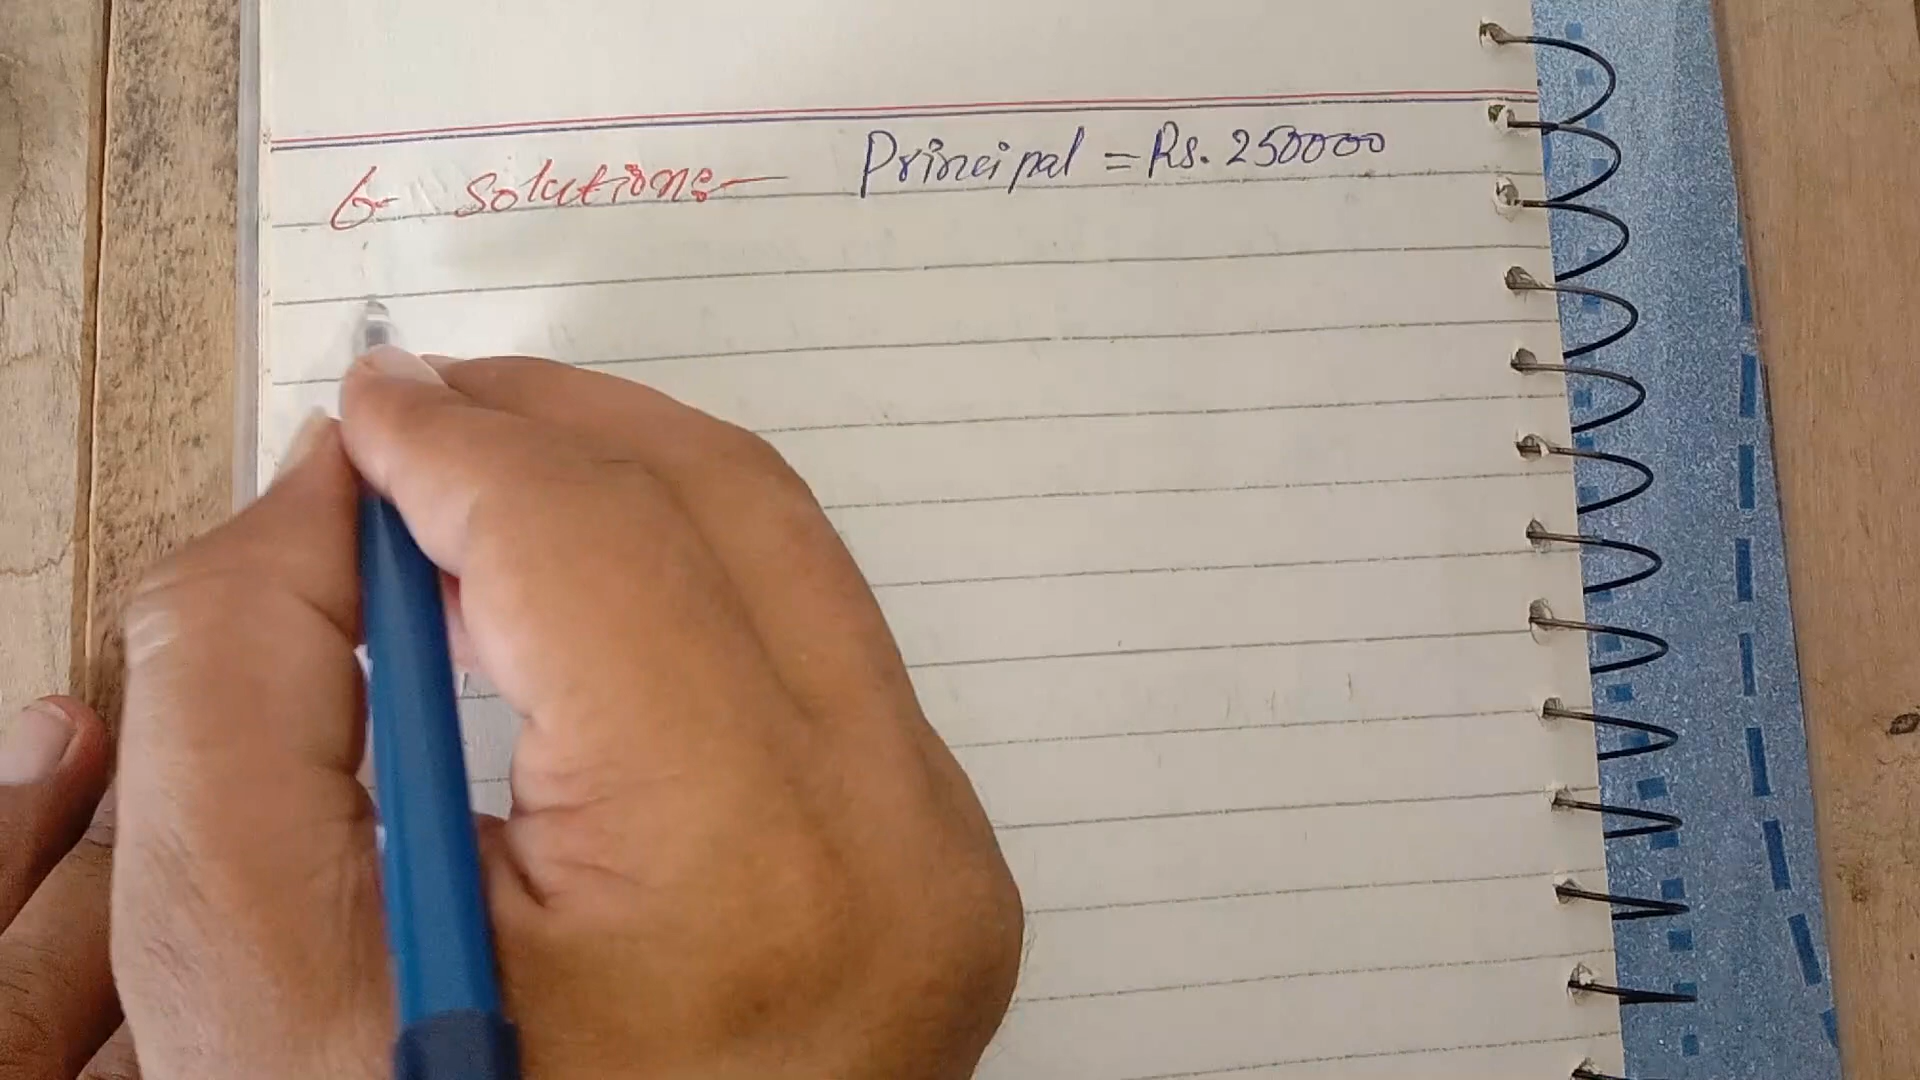 6- Solution:- Principal = Rs. 250000